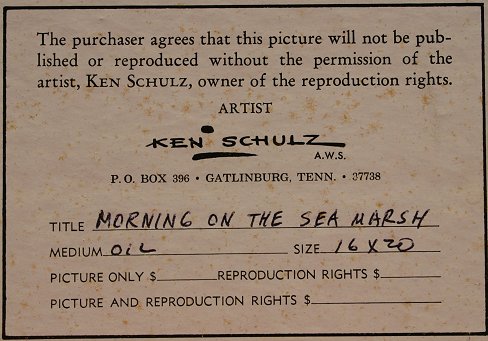 The purchaser agrees that this picture will not be pub-
lished or reproduced without the permission of the
artist, KEN SCHULZ, owner of the reproduction rights.
ARTIST
KEN SCHULZ
A.W.S.
P. O. BOX 396 • GATLINBURG, TENN. • 37738
TITLE MORNING ON THE SEA MARSH
MEDIUM OIL SIZE 16 X 20
PICTURE ONLY $ REPRODUCTION RIGHTS $
PICTURE AND REPRODUCTION RIGHTS $